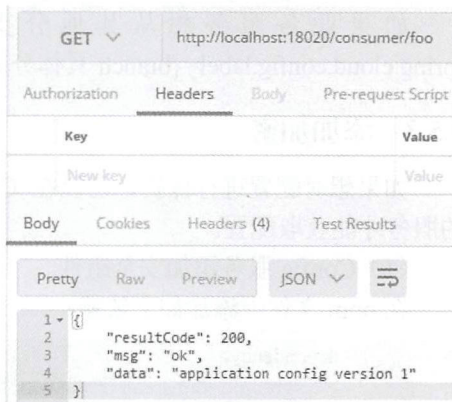 GET http://localhost:18020/consumer/foo
Authorization Headers Body Pre-request Script
Key Value
New key Value
Body Cookies Headers (4) Test Results
Pretty Raw Preview JSON
1 {
2 "resultCode": 200,
3 "msg": "ok",
4 "data": "application config version 1"
5 }